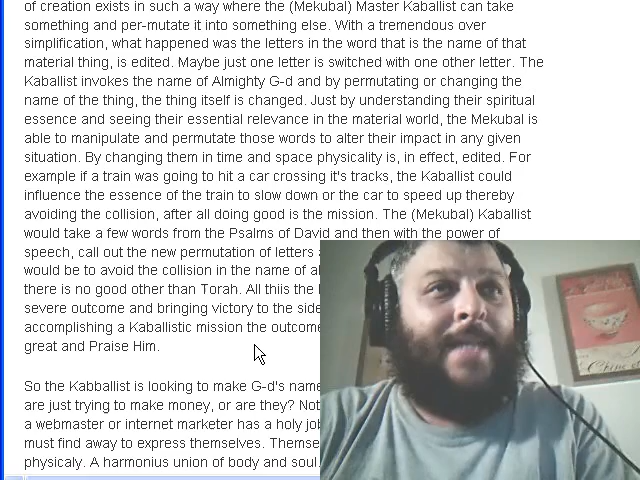 of creation exists in such a way where the (Mekubal) Master Kaballist can take
something and per-mutate it into something else. With a tremendous over
simplification, what happened was the letters in the word that is the name of that
material thing, is edited. Maybe just one letter is switched with one other letter. The
Kaballist invokes the name of Almighty G-d and by permutating or changing the
name of the thing, the thing itself is changed. Just by understanding their spiritual
essence and seeing their essential relevance in the material world, the Mekubal is
able to manipulate and permutate those words to alter their impact in any given
situation. By changing them in time and space physicality is, in effect, edited. For
example if a train was going to hit a car crossing it's tracks, the Kaballist could
influence the essence of the train to slow down or the car to speed up thereby
avoiding the collision, after all doing good is the mission. The (Mekubal) Kaballist
would take a few words from the Psalms of David and then with the power of
speech, call out the new permutation of letters
would be to avoid the collision in the name of
there is no good other than Torah. All thiis the
severe outcome and bringing victory to the side
accomplishing a Kaballistic mission the outcome
great and Praise Him.
So the Kabballist is looking to make G-d's name
are just trying to make money, or are they? Not
a webmaster or internet marketer has a holy
must find away to express themselves.
physicaly. A harmonius union of body and soul.